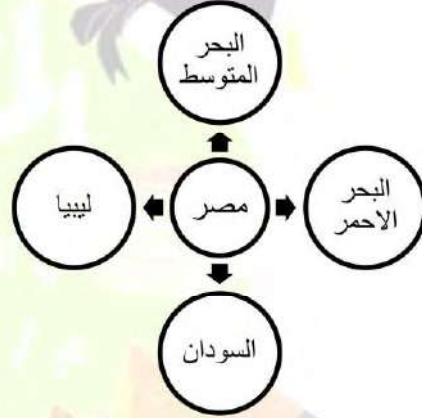 البحر
المتوسط
البحر
الاحمر
مصر
ليبيا
السودان